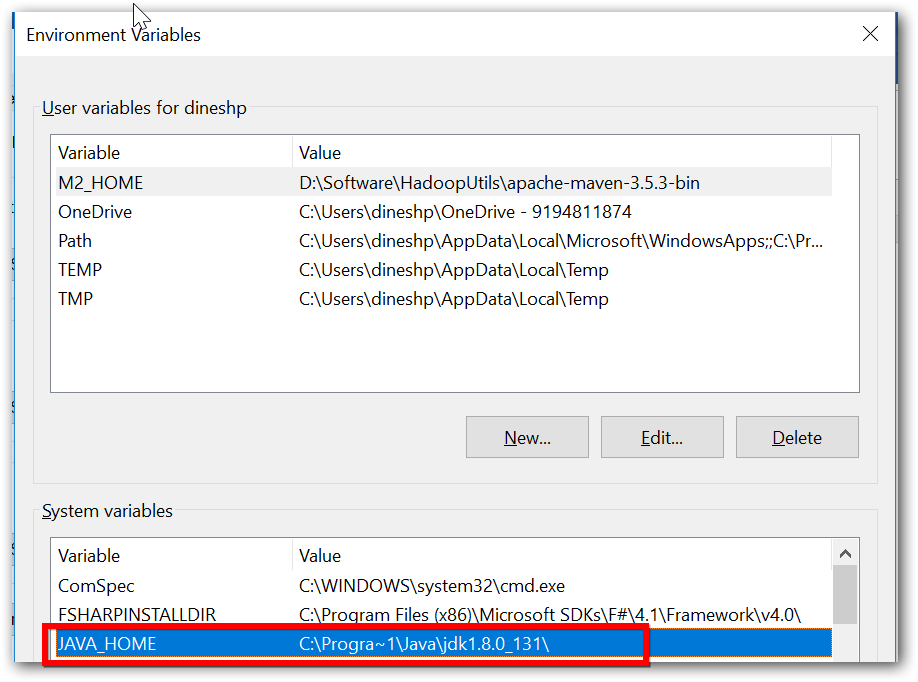 Environment Variables
User variables for dineshp
Variable Value
M2_HOME D:\Software\HadoopUtils\apache-maven-3.5.3-bin
OneDrive C:\Users\dineshp\OneDrive - 9194811874
Path C:\Users\dineshp\AppData\Local\Microsoft\WindowsApps;;C:\Pr...
TEMP C:\Users\dineshp\AppData\Local\Temp
TMP C:\Users\dineshp\AppData\Local\Temp
New... Edit... Delete
System variables
Variable Value
ComSpec C:\WINDOWS\system32\cmd.exe
FSHARPINSTALLDIR C:\Program Files (x86)\Microsoft SDKs\F#\4.1\Framework\v4.0\
JAVA_HOME C:\Progra~1\Java\jdk1.8.0_131\